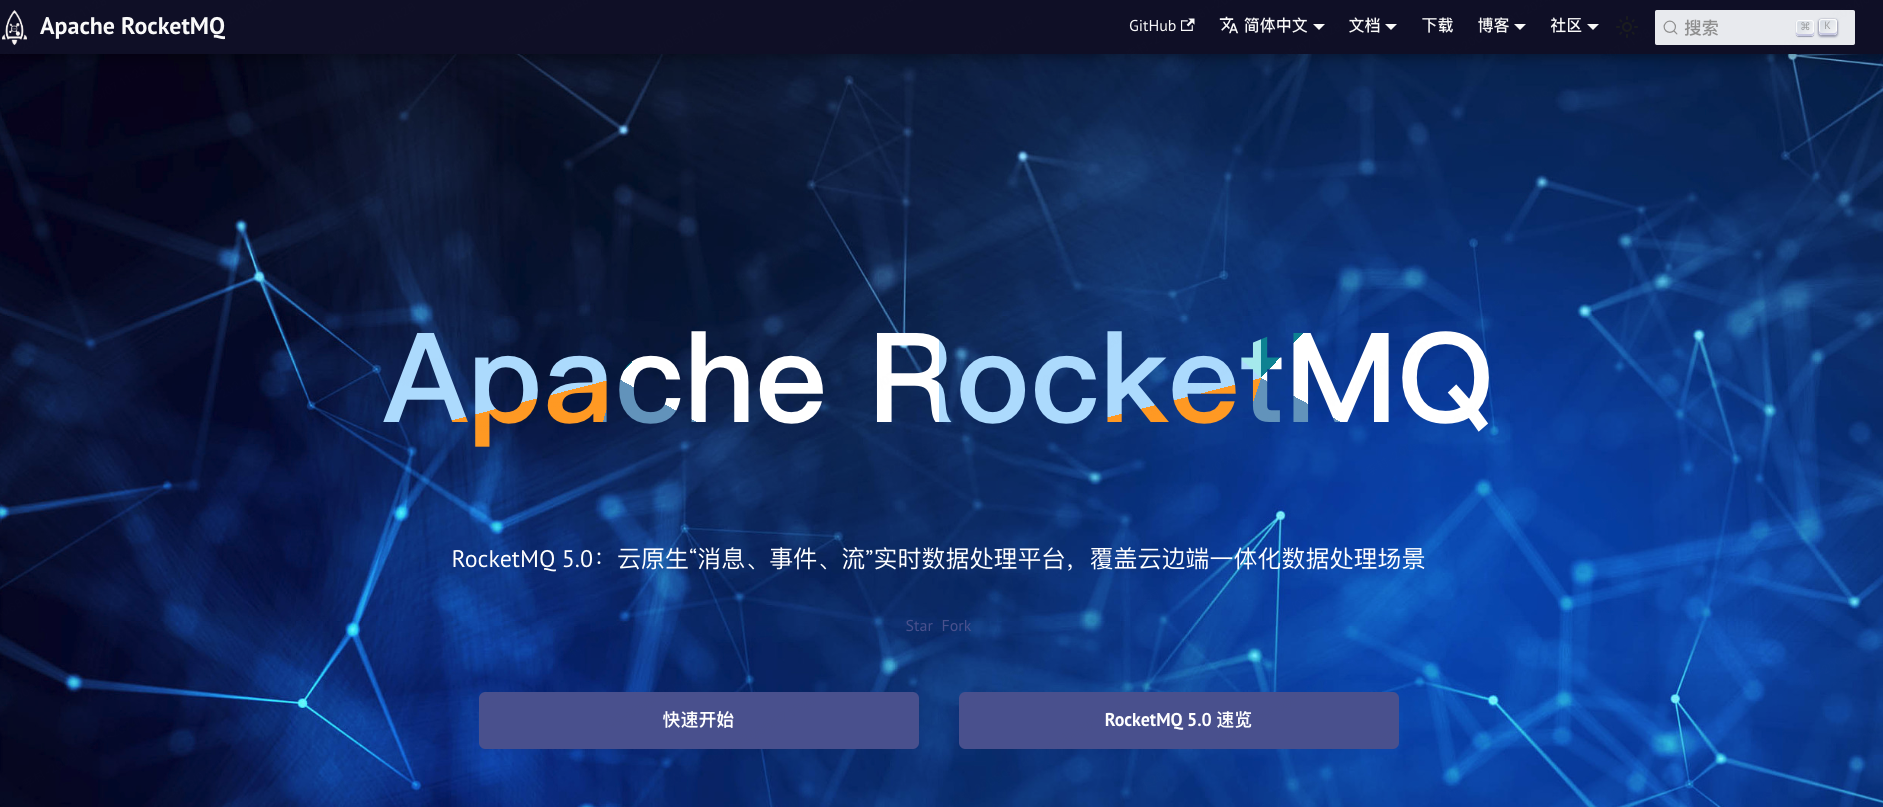 Apache RocketMQ
GitHub 简体中文 文档 下载 博客 社区 搜索 ⌘ K
Apache RocketMQ
RocketMQ 5.0：云原生“消息、事件、流”实时数据处理平台，覆盖云边端一体化数据处理场景
Star Fork
快速开始
RocketMQ 5.0 速览